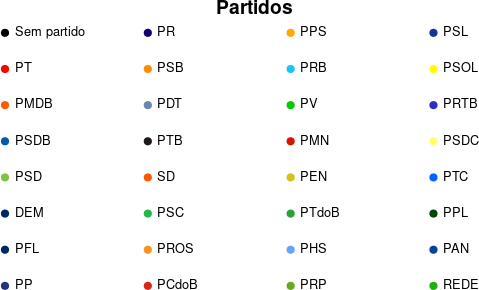 Partidos
Sem partido PR PPS PSL
PT PSB PRB PSOL
PMDB PDT PV PRTB
PSDB PTB PMN PSDC
PSD SD PEN PTC
DEM PSC PTdoB PPL
PFL PROS PHS PAN
PP PCdoB PRP REDE